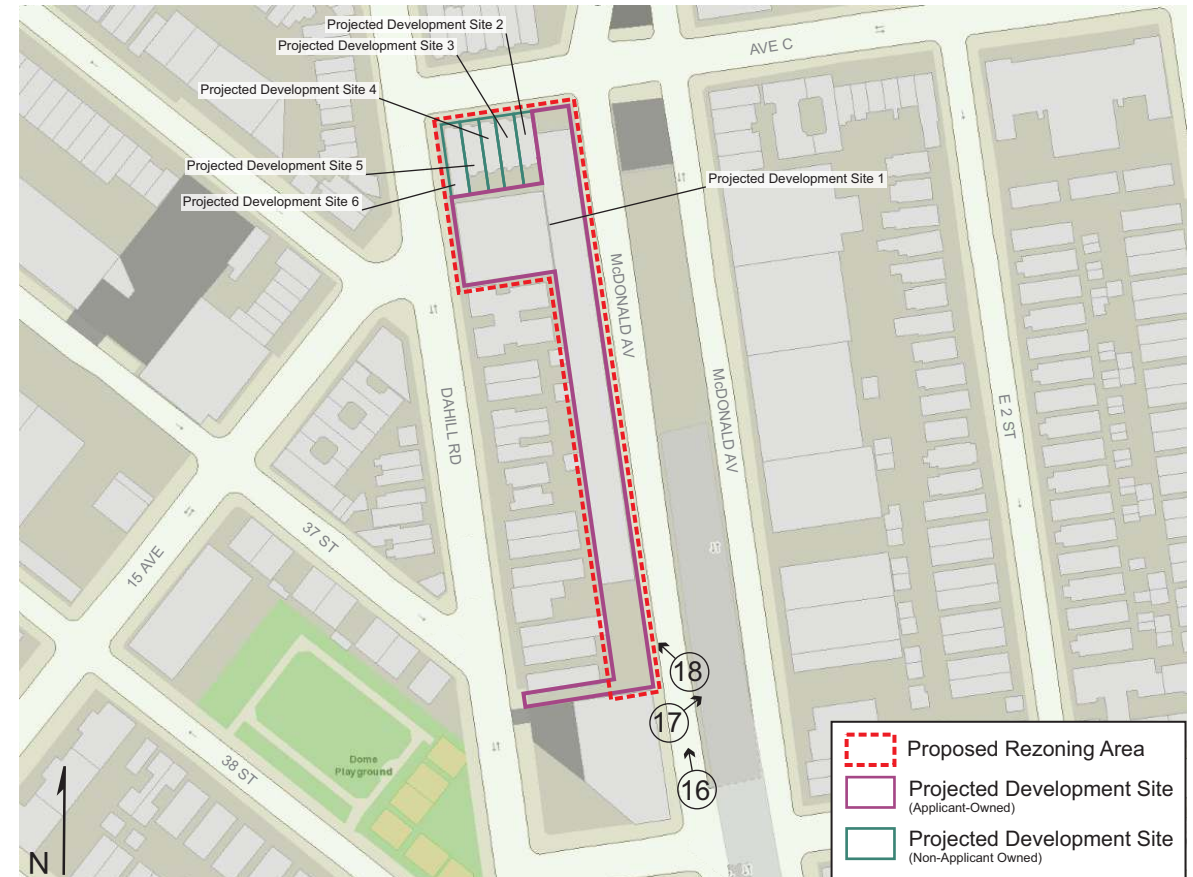 Projected Development Site 2
Projected Development Site 3
AVE C
Projected Development Site 4
Projected Development Site 5
Projected Development Site 1
Projected Development Site 6
McDONALD AV
McDONALD AV
DAHILL RD
E 2 ST
37 ST
15 AVE
18
17
16
Dome
Playground
38 ST
N
Proposed Rezoning Area
Projected Development Site
(Applicant-Owned)
Projected Development Site
(Non-Applicant Owned)